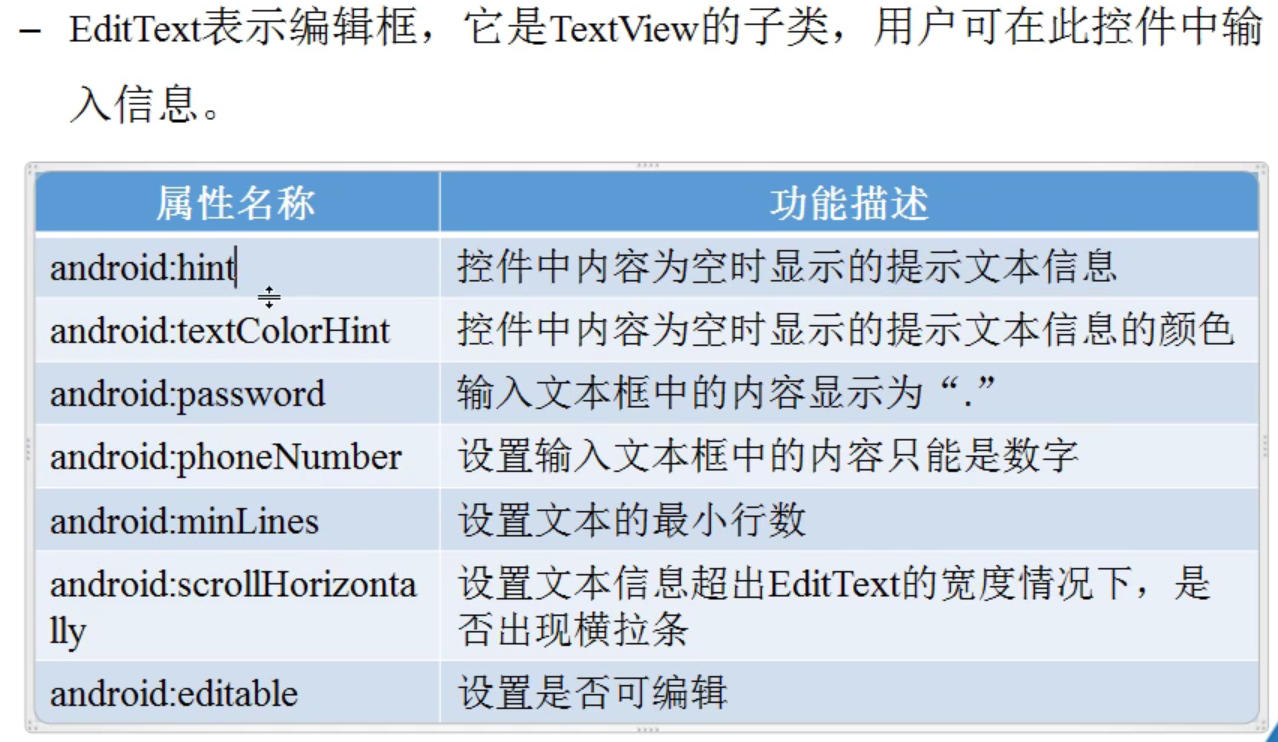 – EditText表示编辑框，它是TextView的子类，用户可在此控件中输
入信息。
属性名称 功能描述
android:hint 控件中内容为空时显示的提示文本信息
android:textColorHint 控件中内容为空时显示的提示文本信息的颜色
android:password 输入文本框中的内容显示为“.”
android:phoneNumber 设置输入文本框中的内容只能是数字
android:minLines 设置文本的最小行数
android:scrollHorizonta 设置文本信息超出EditText的宽度情况下，是
lly 否出现横拉条
android:editable 设置是否可编辑